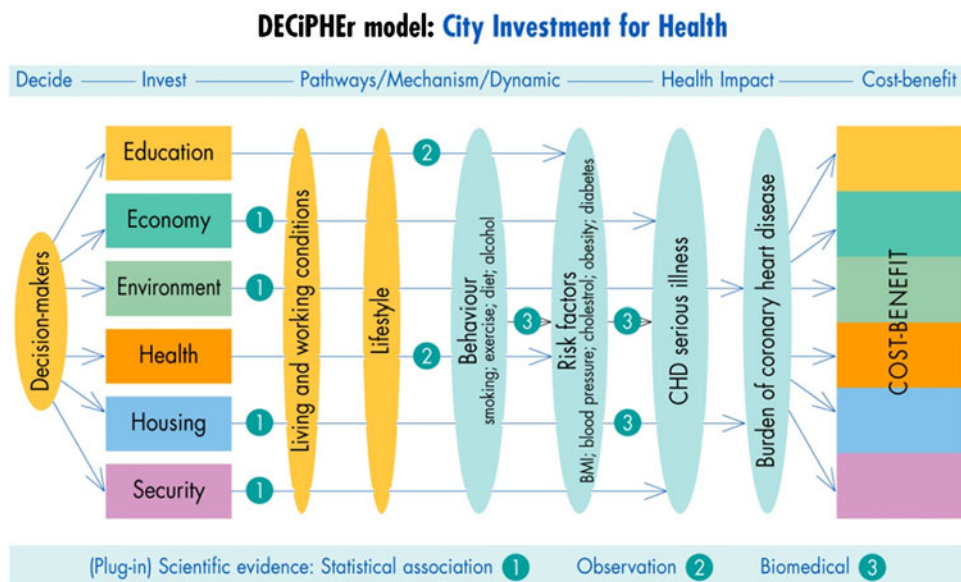 DECiPHEr model: City Investment for Health
Decide Invest Pathways/Mechanism/Dynamic Health Impact Cost-benefit
Decision-makers
Education
Economy
Environment
Health
Housing
Security
1
1
1
1
2
2
Living and working conditions
Lifestyle
Behaviour
smoking; exercise; diet; alcohol
3
Risk factors
BMI; blood pressure; cholestrol; obesity; diabetes
3
3
CHD serious illness
Burden of coronary heart disease
COST-BENEFIT
(Plug-in) Scientific evidence: Statistical association 1 Observation 2 Biomedical 3